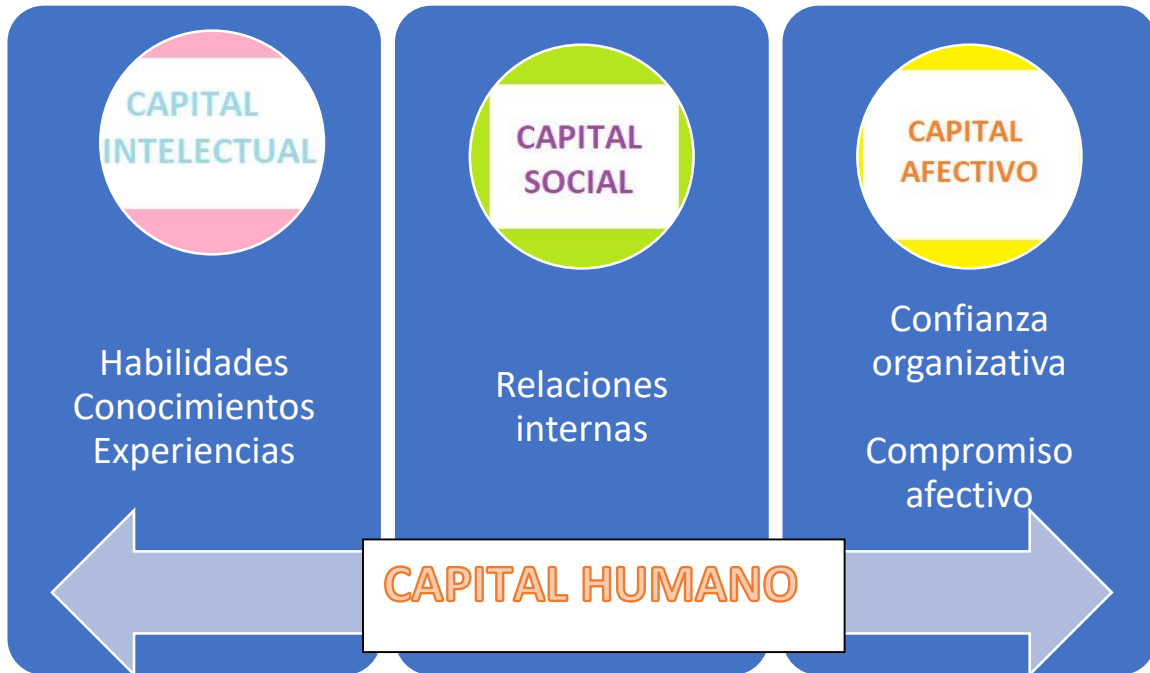 CAPITAL
INTELECTUAL
Habilidades
Conocimientos
Experiencias
CAPITAL
SOCIAL
Relaciones
internas
CAPITAL
AFECTIVO
Confianza
organizativa
Compromiso
afectivo
CAPITAL HUMANO